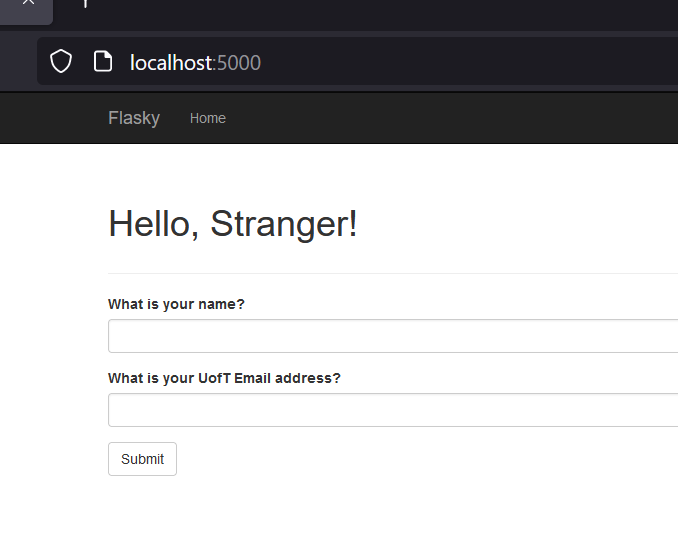 localhost:5000
Flasky Home
Hello, Stranger!
What is your name?
What is your UofT Email address?
Submit